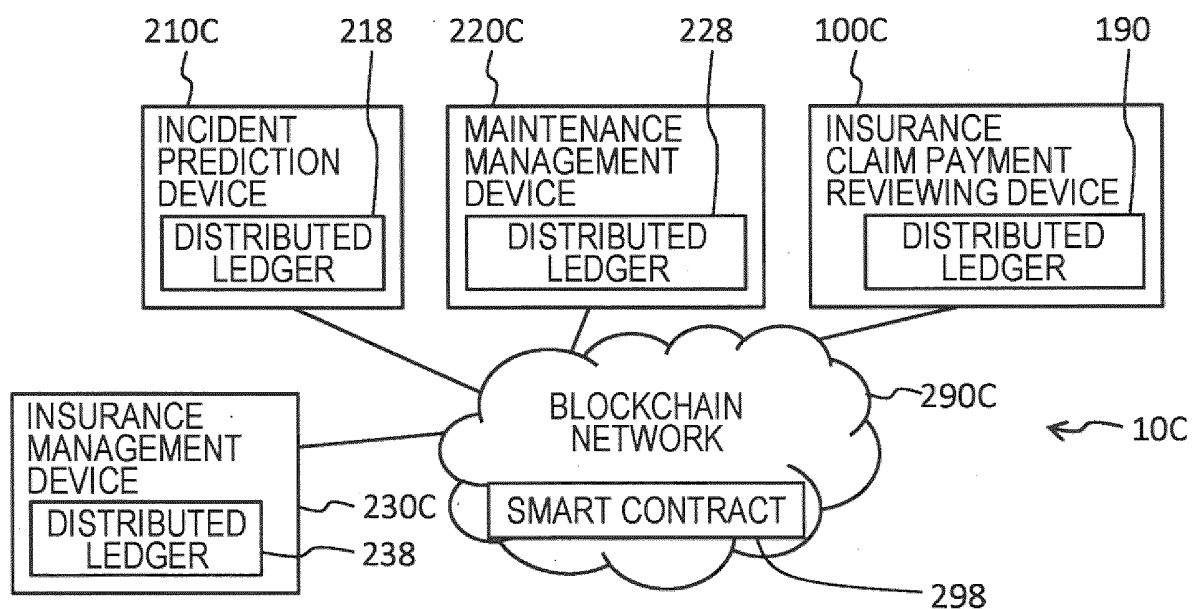 210C 218 220C 228 100C 190
INCIDENT
PREDICTION
DEVICE
DISTRIBUTED
LEDGER
MAINTENANCE
MANAGEMENT
DEVICE
DISTRIBUTED
LEDGER
INSURANCE
CLAIM PAYMENT
REVIEWING DEVICE
DISTRIBUTED
LEDGER
BLOCKCHAIN
NETWORK
SMART CONTRACT
290C
10C
298
INSURANCE
MANAGEMENT
DEVICE
DISTRIBUTED
LEDGER
230C
238